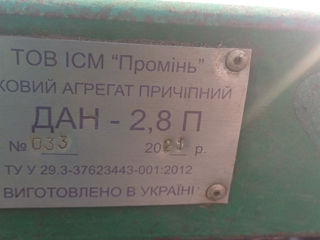 ТОВ ІСМ "Промінь"
КОВИЙ АГРЕГАТ ПРИЧІПНИЙ
ДАН - 2,8 П
№ 033 20 р.
ТУ У 29.3-37623443-001:2012
ВИГОТОВЛЕНО В УКРАЇНІ